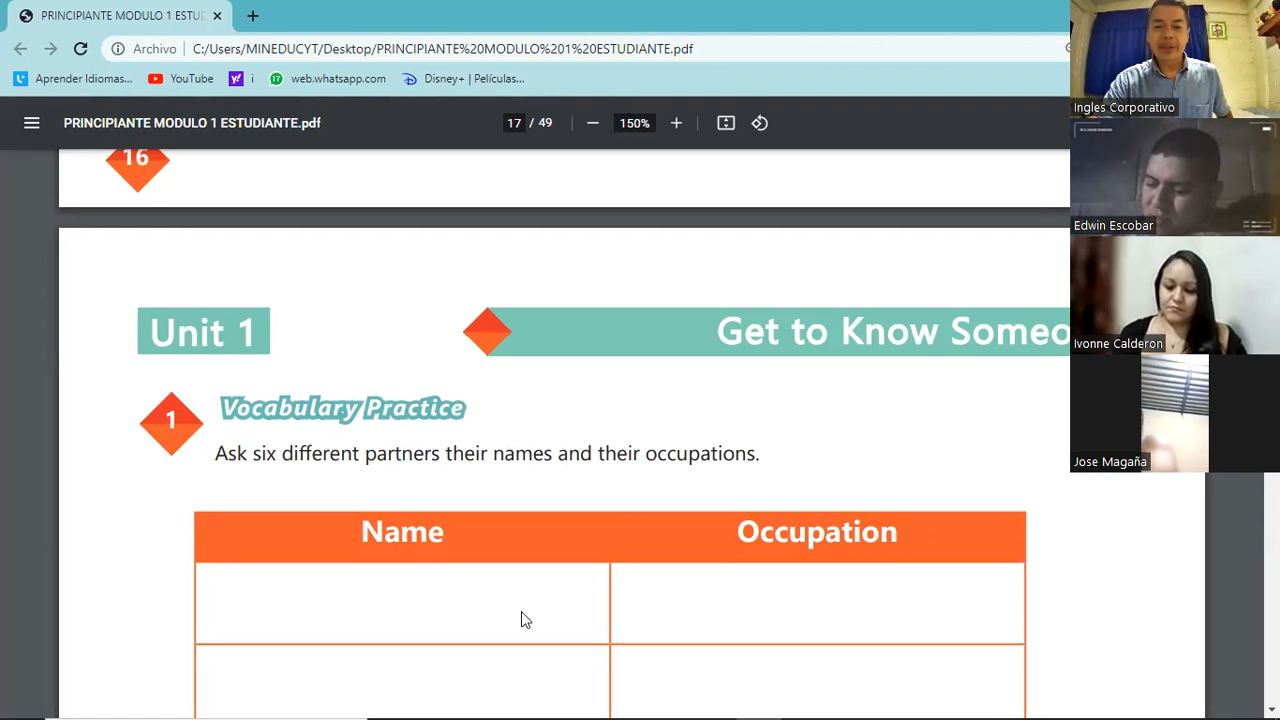 PRINCIPIANTE MODULO 1 ESTU
Archivo
C:/Users/MINEDUCYT/Desktop/PRINCIPIANTE%20MODULO%201%20ESTUDIANTE.pdf
Aprender Idiomas...
YouTube
i
web.whatsapp.com
Disney+ | Películas,...
PRINCIPIANTE MODULO 1 ESTUDIANTE.pdf
17 / 49
150%
16
Unit 1
Get to Know Someo
1
Vocabulary Practice
Ask six different partners their names and their occupations.
Name
Occupation
Ingles Corporativo
Edwin Escobar
Ivonne Calderon
Jose Magaña